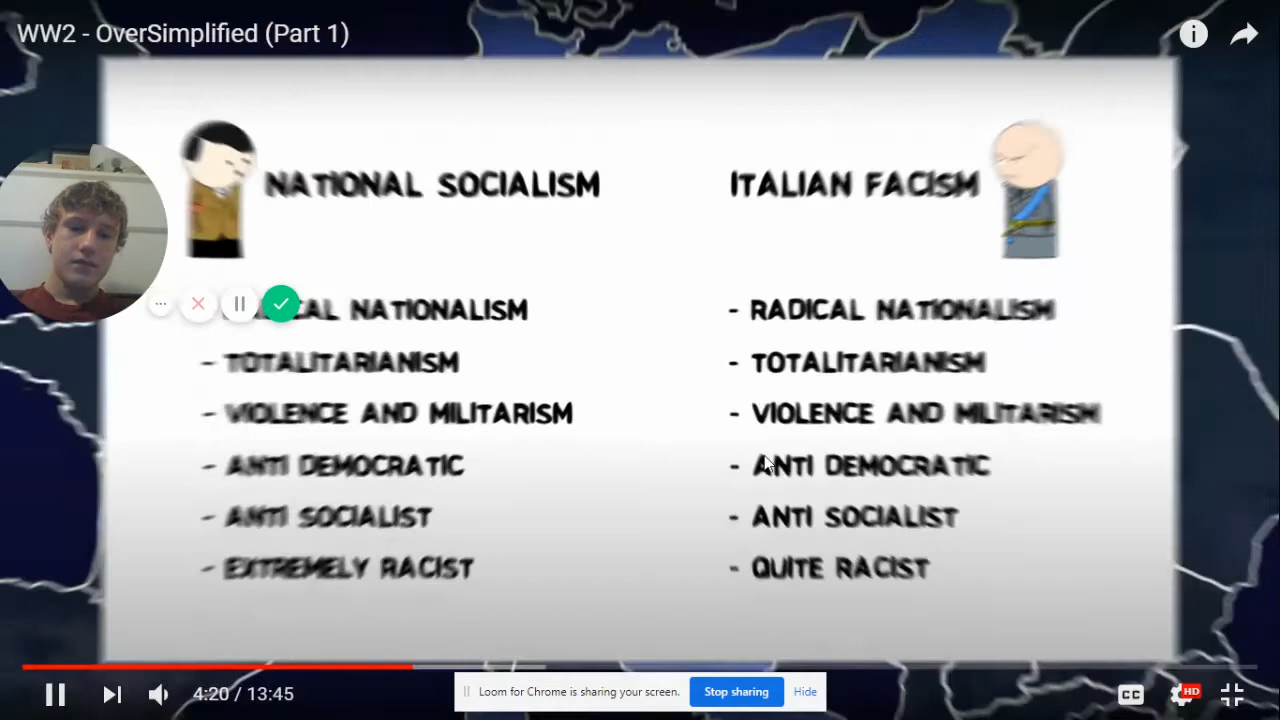 WW2 - OverSimplified (Part 1)
NATIONAL SOCIALISM
ITALIAN FACISM
NATIONALISM
- TOTALITARIANISM
- VIOLENCE AND MILITARISM
- ANTI DEMOCRATIC
- ANTI SOCIALIST
- EXTREMELY RACIST
- RADICAL NATIONALISM
- TOTALITARIANISM
- VIOLENCE AND MILITARISM
- ANTI DEMOCRATIC
- ANTI SOCIALIST
- QUITE RACIST
4:20 / 13:45
Loom for Chrome is sharing your screen. Stop sharing Hide
CC HD